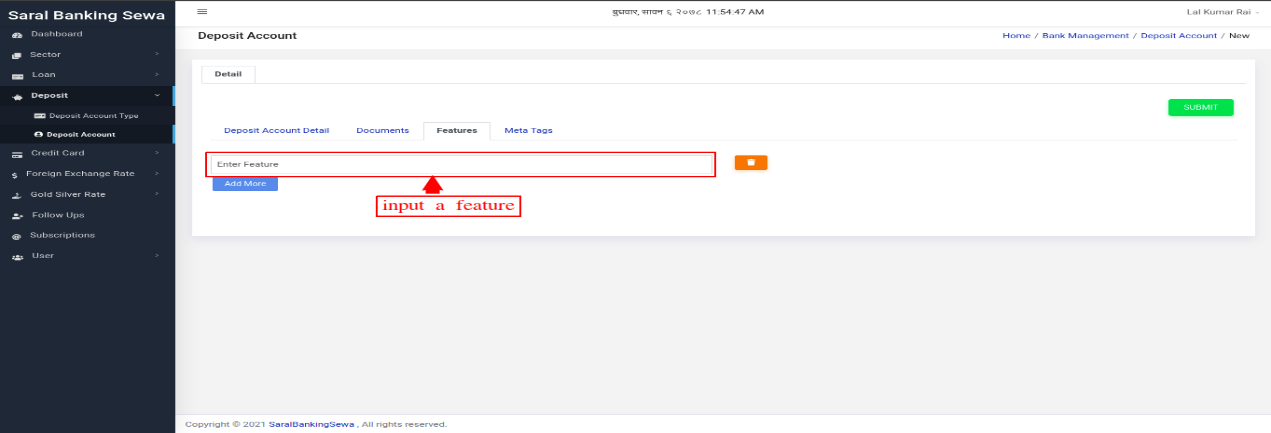 Saral Banking Sewa
बुधवार, सावन ६ २०७८ 11:54:47 AM
Lal Kumar Rai
Dashboard
Sector
Loan
Deposit
Deposit Account Type
Deposit Account
Credit Card
Foreign Exchange Rate
Gold Silver Rate
Follow Ups
Subscriptions
User
Deposit Account
Home / Bank Management / Deposit Account / New
Detail
SUBMIT
Deposit Account Detail Documents Features Meta Tags
Enter Feature
Add More
input a feature
Copyright © 2021 SaralBankingSewa , All rights reserved.